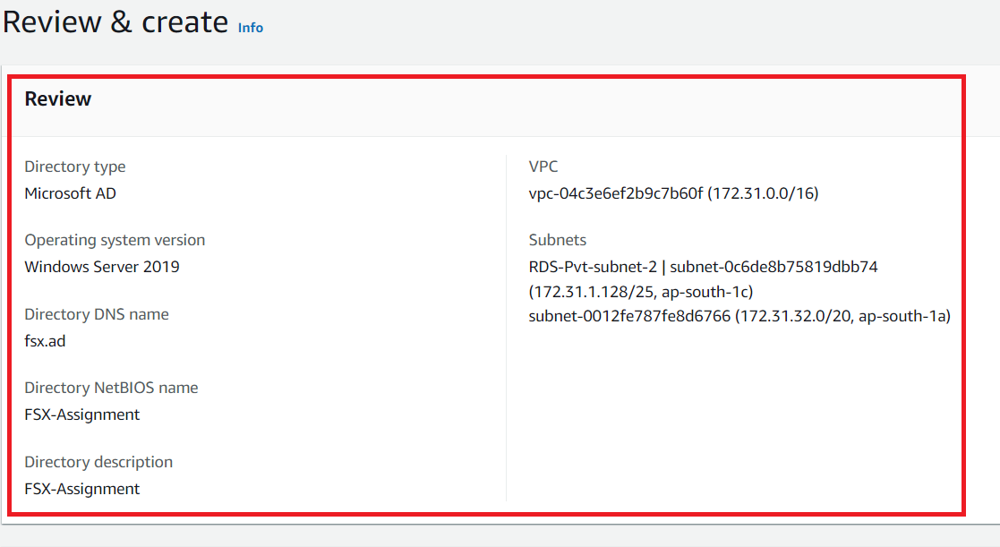 Review & create Info
Review
Directory type
Microsoft AD
Operating system version
Windows Server 2019
Directory DNS name
fsx.ad
Directory NetBIOS name
FSX-Assignment
Directory description
FSX-Assignment
VPC
vpc-04c3e6ef2b9c7b60f (172.31.0.0/16)
Subnets
RDS-Pvt-subnet-2 | subnet-0c6de8b75819dbb74
(172.31.1.128/25, ap-south-1c)
subnet-0012fe787fe8d6766 (172.31.32.0/20, ap-south-1a)